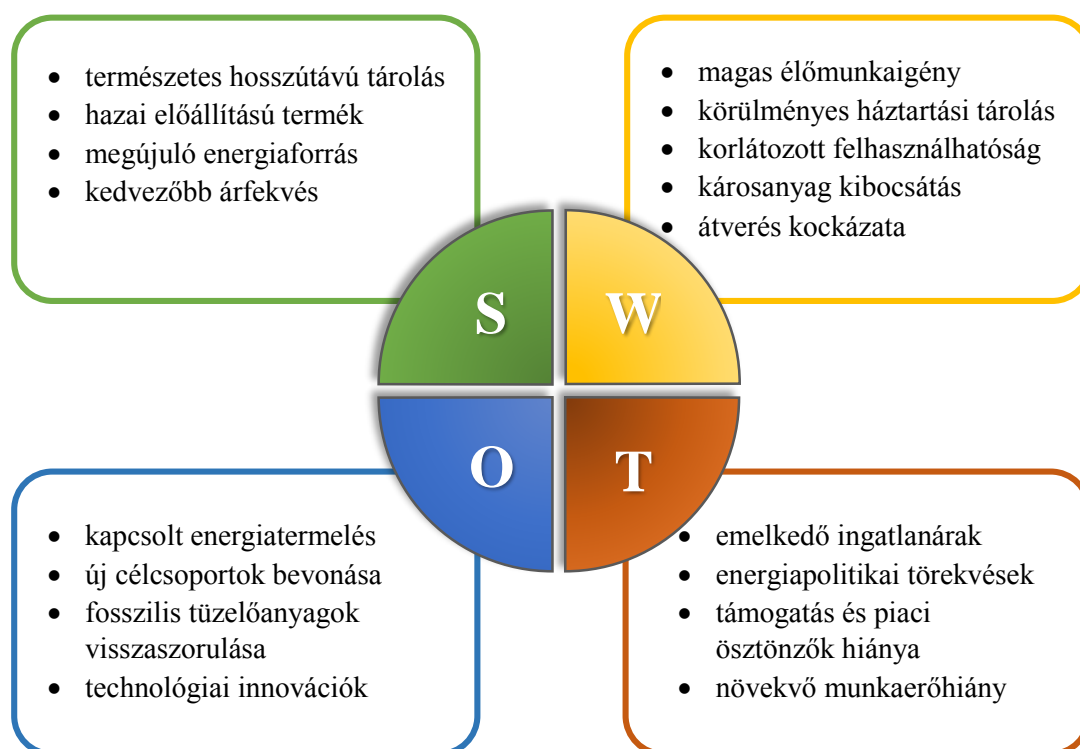 • természetes hosszútávú tárolás
• hazai előállítású termék
• megújuló energiaforrás
• kedvezőbb árfekvés
• magas élőmunkaigény
• körülményes háztartási tárolás
• korlátozott felhasználhatóság
• károsanyag kibocsátás
• átverés kockázata
S
W
O
T
• kapcsolt energiatermelés
• új célcsoportok bevonása
• fosszilis tüzelőanyagok
visszaszorulása
• technológiai innovációk
• emelkedő ingatlanárak
• energiapolitikai törekvések
• támogatás és piaci
ösztönzők hiánya
• növekvő munkaerőhiány